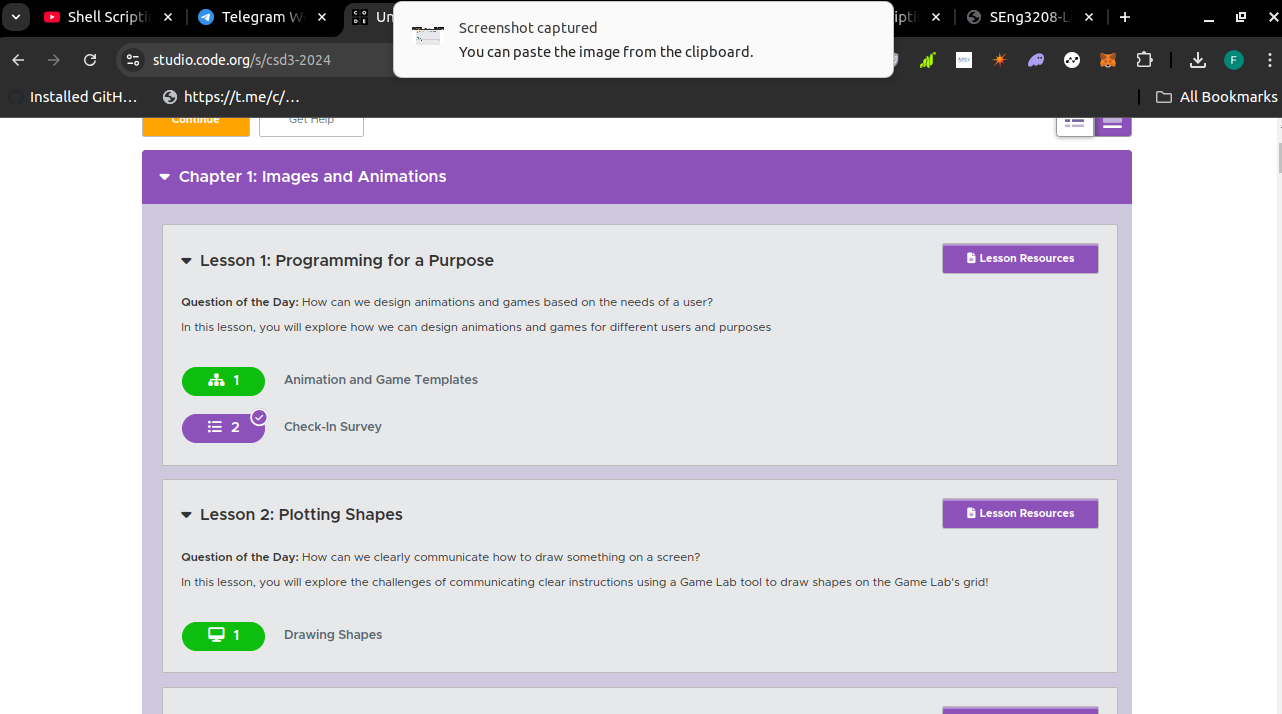 Shell Scripti
Telegram W
Un
ipti
SEng3208-L
Screenshot captured
You can paste the image from the clipboard.
studio.code.org/s/csd3-2024
F
Installed GitH...
https://t.me/c/...
All Bookmarks
Continue
Get Help
Chapter 1: Images and Animations
Lesson 1: Programming for a Purpose
Lesson Resources
Question of the Day: How can we design animations and games based on the needs of a user?
In this lesson, you will explore how we can design animations and games for different users and purposes
1 Animation and Game Templates
2 Check-In Survey
Lesson 2: Plotting Shapes
Lesson Resources
Question of the Day: How can we clearly communicate how to draw something on a screen?
In this lesson, you will explore the challenges of communicating clear instructions using a Game Lab tool to draw shapes on the Game Lab's grid!
1 Drawing Shapes